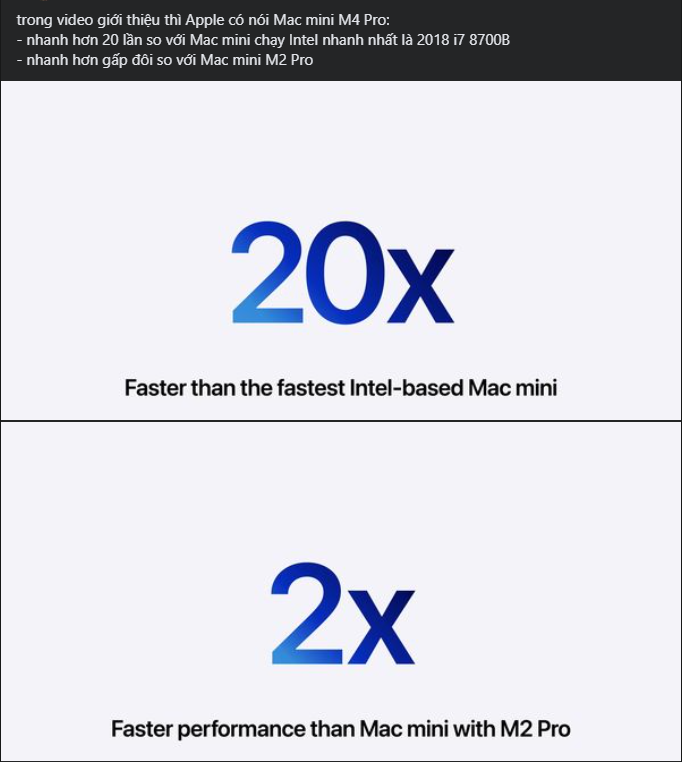 trong video giới thiệu thì Apple có nói Mac mini M4 Pro:
- nhanh hơn 20 lần so với Mac mini chạy Intel nhanh nhất là 2018 i7 8700B
- nhanh hơn gấp đôi so với Mac mini M2 Pro
20x
Faster than the fastest Intel-based Mac mini
2x
Faster performance than Mac mini with M2 Pro